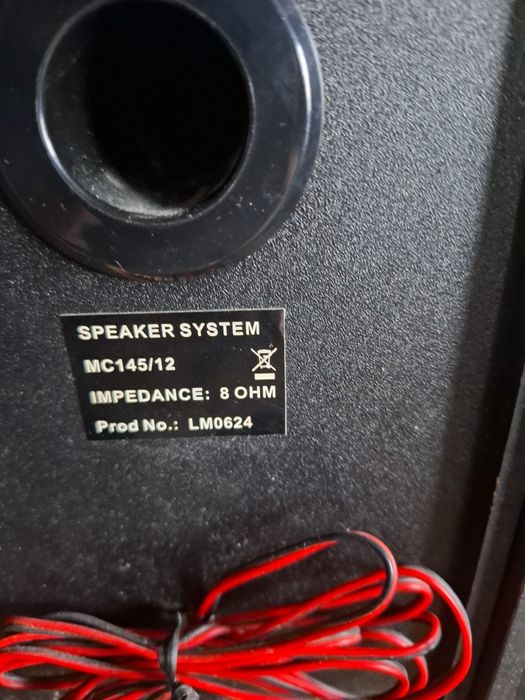 SPEAKER SYSTEM
MC145/12
IMPEDANCE: 8 OHM
Prod No.: LM0624